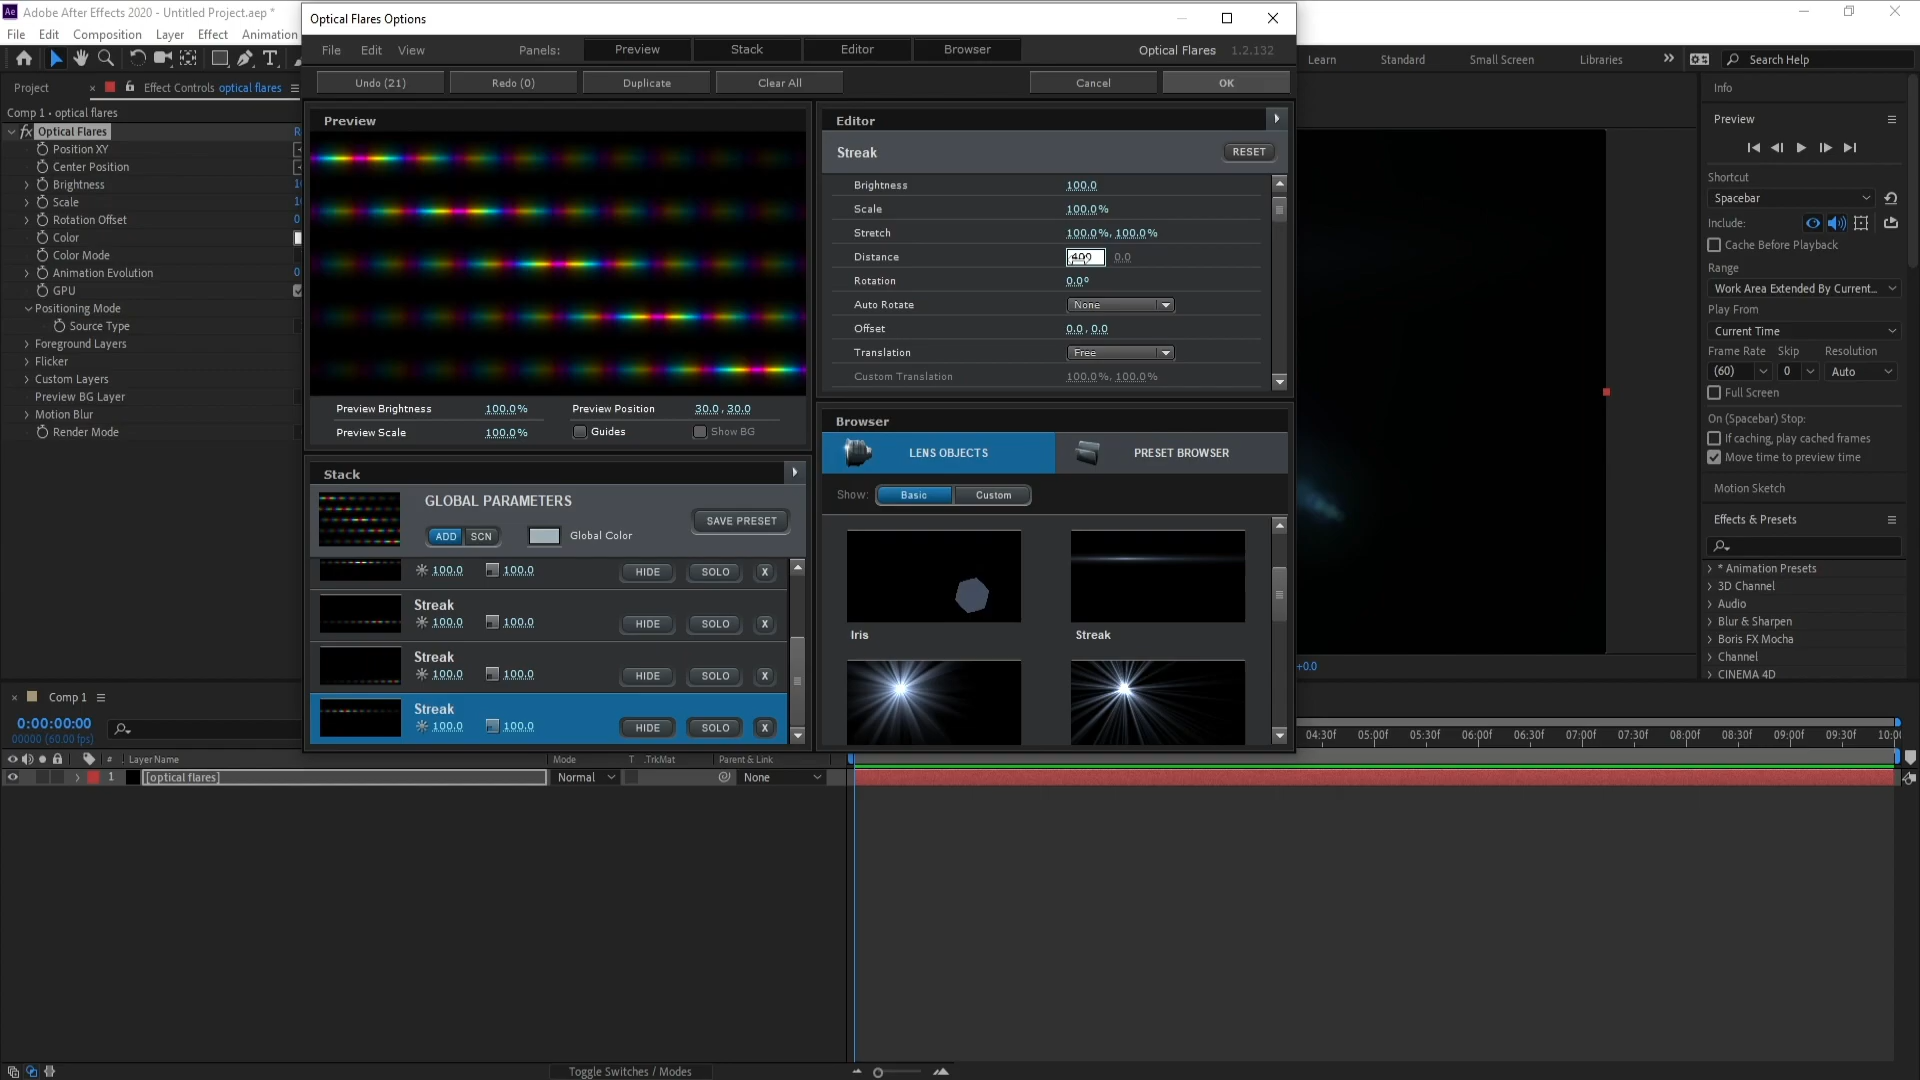 Ae Adobe After Effects 2020 - Untitled Project.aep *
File Edit Composition Layer Effect Animation
Project
Effect Controls optical flares
Comp 1 • optical flares
fx Optical Flares R
Position XY
Center Position
Brightness 10
Scale 10
Rotation Offset 0
Color
Color Mode
Animation Evolution 0
GPU
Positioning Mode
Source Type
Foreground Layers
Flicker
Custom Layers
Preview BG Layer
Motion Blur
Render Mode
Optical Flares Options
File Edit View Panels: Preview Stack Editor Browser Optical Flares 1.2.132
Undo (21) Redo (0) Duplicate Clear All Cancel OK
Preview
Preview Brightness 100.0% Preview Position 30.0 , 30.0
Preview Scale 100.0% Guides Show BG
Stack
GLOBAL PARAMETERS
SAVE PRESET
ADD SCN Global Color
100.0 100.0 HIDE SOLO X
Streak
100.0 100.0 HIDE SOLO X
Streak
100.0 100.0 HIDE SOLO X
Streak
100.0 100.0 HIDE SOLO X
Editor
Streak RESET
Brightness 100.0
Scale 100.0%
Stretch 100.0%, 100.0%
Distance 400 0.0
Rotation 0.0°
Auto Rotate None
Offset 0.0 , 0.0
Translation Free
Custom Translation 100.0%, 100.0%
Browser
LENS OBJECTS PRESET BROWSER
Show: Basic Custom
Iris Streak
Learn Standard Small Screen Libraries » Search Help
+0.0
Info
Preview
Shortcut
Spacebar
Include:
Cache Before Playback
Range
Work Area Extended By Current...
Play From
Current Time
Frame Rate Skip Resolution
(60) 0 Auto
Full Screen
On (Spacebar) Stop:
If caching, play cached frames
Move time to preview time
Motion Sketch
Effects & Presets
* Animation Presets
3D Channel
Audio
Blur & Sharpen
Boris FX Mocha
Channel
CINEMA 4D
× Comp 1
0:00:00:00
00000 (60.00 fps)
# Layer Name Mode T .TrkMat Parent & Link
1 [optical flares] Normal None
04:30f 05:00f 05:30f 06:00f 06:30f 07:00f 07:30f 08:00f 08:30f 09:00f 09:30f 10:00
Toggle Switches / Modes